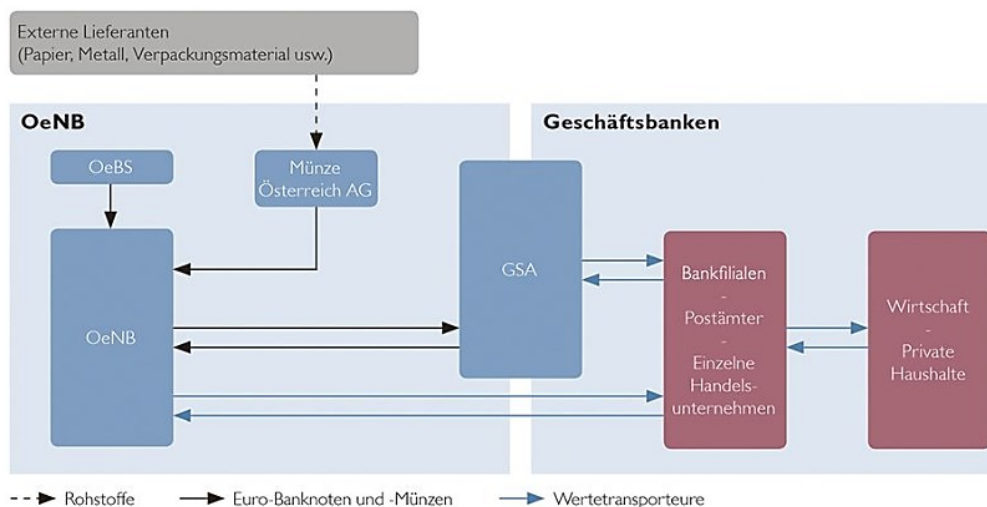 Externe Lieferanten
(Papier, Metall, Verpackungsmaterial usw.)
OeNB
Geschäftsbanken
OeBS
Münze
Österreich AG
GSA
OeNB
Bankfilialen
-
Postämter
-
Einzelne
Handels-
unternehmen
Wirtschaft
-
Private
Haushalte
Rohstoffe
Euro-Banknoten und -Münzen
Wertetransporteure